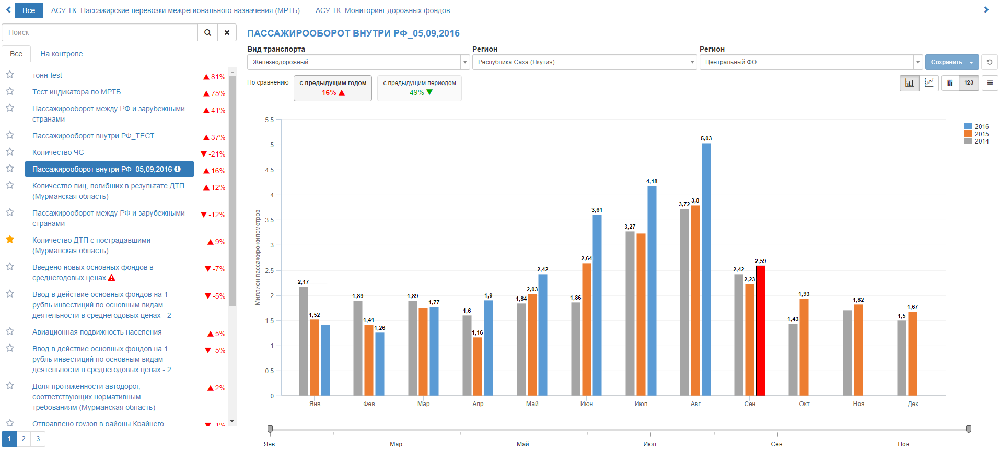 Все АСУ ТК. Пассажирские перевозки межрегионального назначения (МРТБ) АСУ ТК. Мониторинг дорожных фондов
Поиск
Все На контроле
тонн-test 81%
Тест индикатора по МРТБ 75%
Пассажирооборот между РФ и зарубежными 41%
странами
Пассажирооборот внутри РФ_ТЕСТ 37%
Количество ЧС -21%
Пассажирооборот внутри РФ_05,09,2016 16%
Количество лиц, погибших в результате ДТП 12%
(Мурманская область)
Пассажирооборот между РФ и зарубежными -12%
странами
Количество ДТП с пострадавшими 9%
(Мурманская область)
Введено новых основных фондов в -7%
среднегодовых ценах
Ввод в действие основных фондов на 1 -5%
рубль инвестиций по основным видам
деятельности в среднегодовых ценах - 2
Авиационная подвижность населения 5%
Ввод в действие основных фондов на 1 -5%
рубль инвестиций по основным видам
деятельности в среднегодовых ценах - 2
Доля протяженности автодорог, 2%
соответствующих нормативным
требованиям (Мурманская область)
Отправлено грузов в районы Крайнего -1%
1 2 3
ПАССАЖИРООБОРОТ ВНУТРИ РФ_05,09,2016
Вид транспорта Регион Регион
Железнодорожный Республика Саха (Якутия) Центральный ФО Сохранить...
По сравнению с предыдущим годом с предыдущим периодом
16% -49%
123
Миллион пассажиро-километров
5.5
5
4.5
4
3.5
3
2.5
2
1.5
1
0.5
0
2,17 1,52
1,89 1,41 1,26
1,89 1,77
1,6 1,16 1,9
1,84 2,03 2,42
1,86 2,64 3,61
3,27 4,18
3,72 3,8 5,03
2,42 2,23 2,59
1,43 1,93
1,82
1,5 1,67
Янв Фев Мар Апр Май Июн Июл Авг Сен Окт Ноя Дек
2016
2015
2014
Янв Мар Май Июл Сен Ноя